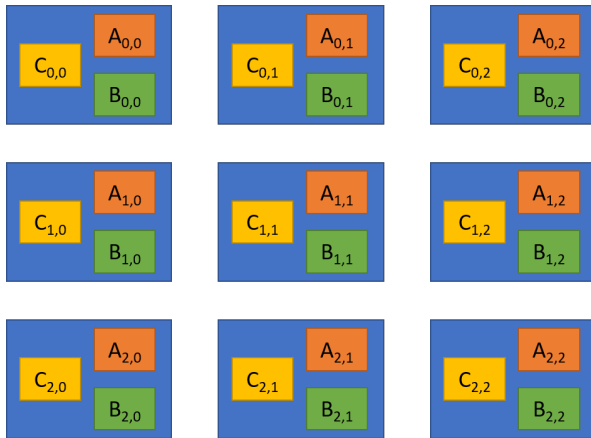 A0,0
C0,0
B0,0
A0,1
C0,1
B0,1
A0,2
C0,2
B0,2
A1,0
C1,0
B1,0
A1,1
C1,1
B1,1
A1,2
C1,2
B1,2
A2,0
C2,0
B2,0
A2,1
C2,1
B2,1
A2,2
C2,2
B2,2